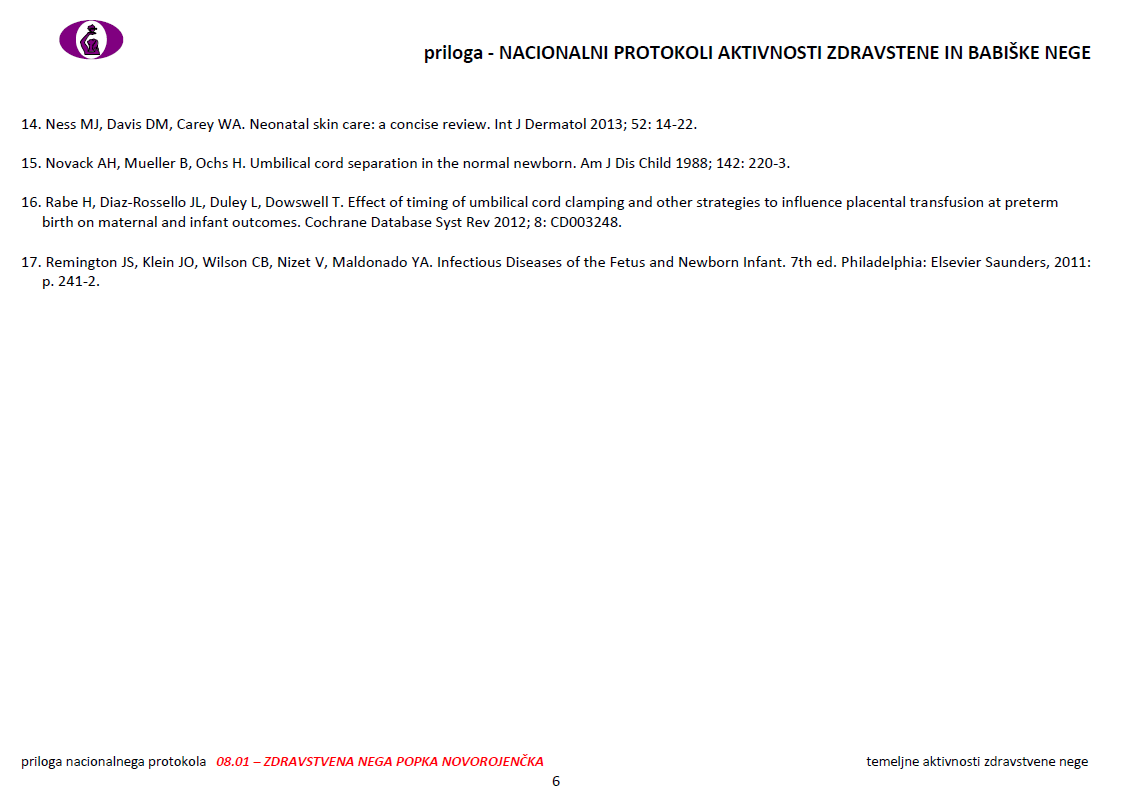 priloga - NACIONALNI PROTOKOLI AKTIVNOSTI ZDRAVSTENE IN BABIŠKE NEGE
14. Ness MJ, Davis DM, Carey WA. Neonatal skin care: a concise review. Int J Dermatol 2013; 52: 14-22.
15. Novack AH, Mueller B, Ochs H. Umbilical cord separation in the normal newborn. Am J Dis Child 1988; 142: 220-3.
16. Rabe H, Diaz-Rossello JL, Duley L, Dowswell T. Effect of timing of umbilical cord clamping and other strategies to influence placental transfusion at preterm
birth on maternal and infant outcomes. Cochrane Database Syst Rev 2012; 8: CD003248.
17. Remington JS, Klein JO, Wilson CB, Nizet V, Maldonado YA. Infectious Diseases of the Fetus and Newborn Infant. 7th ed. Philadelphia: Elsevier Saunders, 2011:
p. 241-2.
priloga nacionalnega protokola 08.01 – ZDRAVSTVENA NEGA POPKA NOVOROJENČKA temeljne aktivnosti zdravstvene nege
6